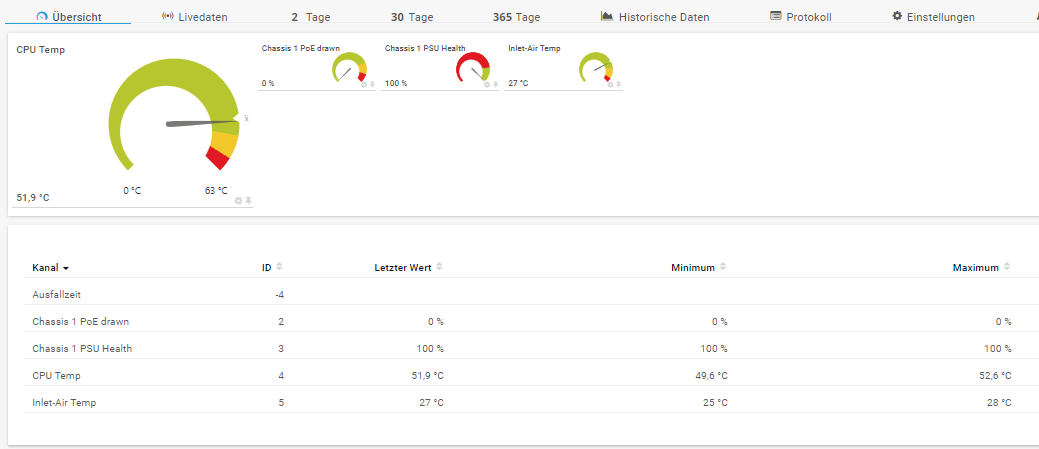 Übersicht Livedaten 2 Tage 30 Tage 365 Tage Historische Daten Protokoll Einstellungen
CPU Temp
0 °C 63 °C
51,9 °C
Chassis 1 PoE drawn
0 %
Chassis 1 PSU Health
100 %
Inlet-Air Temp
27 °C
Kanal ID Letzter Wert Minimum Maximum
Ausfallzeit -4
Chassis 1 PoE drawn 2 0 % 0 % 0 %
Chassis 1 PSU Health 3 100 % 100 % 100 %
CPU Temp 4 51,9 °C 49,6 °C 52,6 °C
Inlet-Air Temp 5 27 °C 25 °C 28 °C